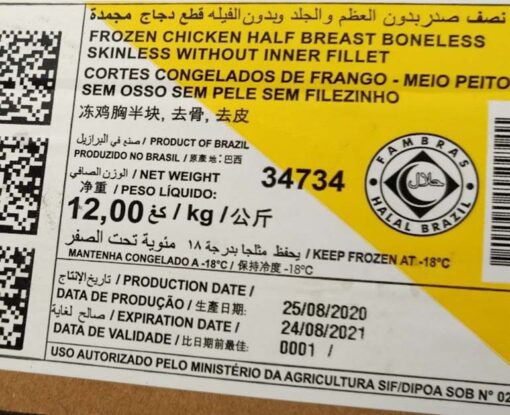 نصف صدر بدون العظم والجلد وبدون الفيله قطع دجاج مجمدة
FROZEN CHICKEN HALF BREAST BONELESS
SKINLESS WITHOUT INNER FILLET
CORTES CONGELADOS DE FRANGO - MEIO PEITO
SEM OSSO SEM PELE SEM FILEZINHO
冻鸡胸半块, 去骨, 去皮
صنع في البرازيل / PRODUCT OF BRAZIL
PRODUZIDO NO BRASIL / 原產地: 巴西
الوزن الصافي / NET WEIGHT
净重 / PESO LÍQUIDO:
34734
12,00 كغ / kg / 公斤
FAMBRAS
حلال
HALAL BRAZIL
يحفظ مثلجا بدرجة ١٨ مئوية تحت الصفر / KEEP FROZEN AT -18°C
MANTENHA CONGELADO A -18°C / 保持冷度 -18°C
تاريخ الإنتاج / PRODUCTION DATE /
DATA DE PRODUÇÃO / 生產日期: 25/08/2020
صالح لغاية / EXPIRATION DATE / 24/08/2021
DATA DE VALIDADE / 比日期前最佳: 0001 /
USO AUTORIZADO PELO MINISTÉRIO DA AGRICULTURA SIF/DIPOA SOB Nº 02